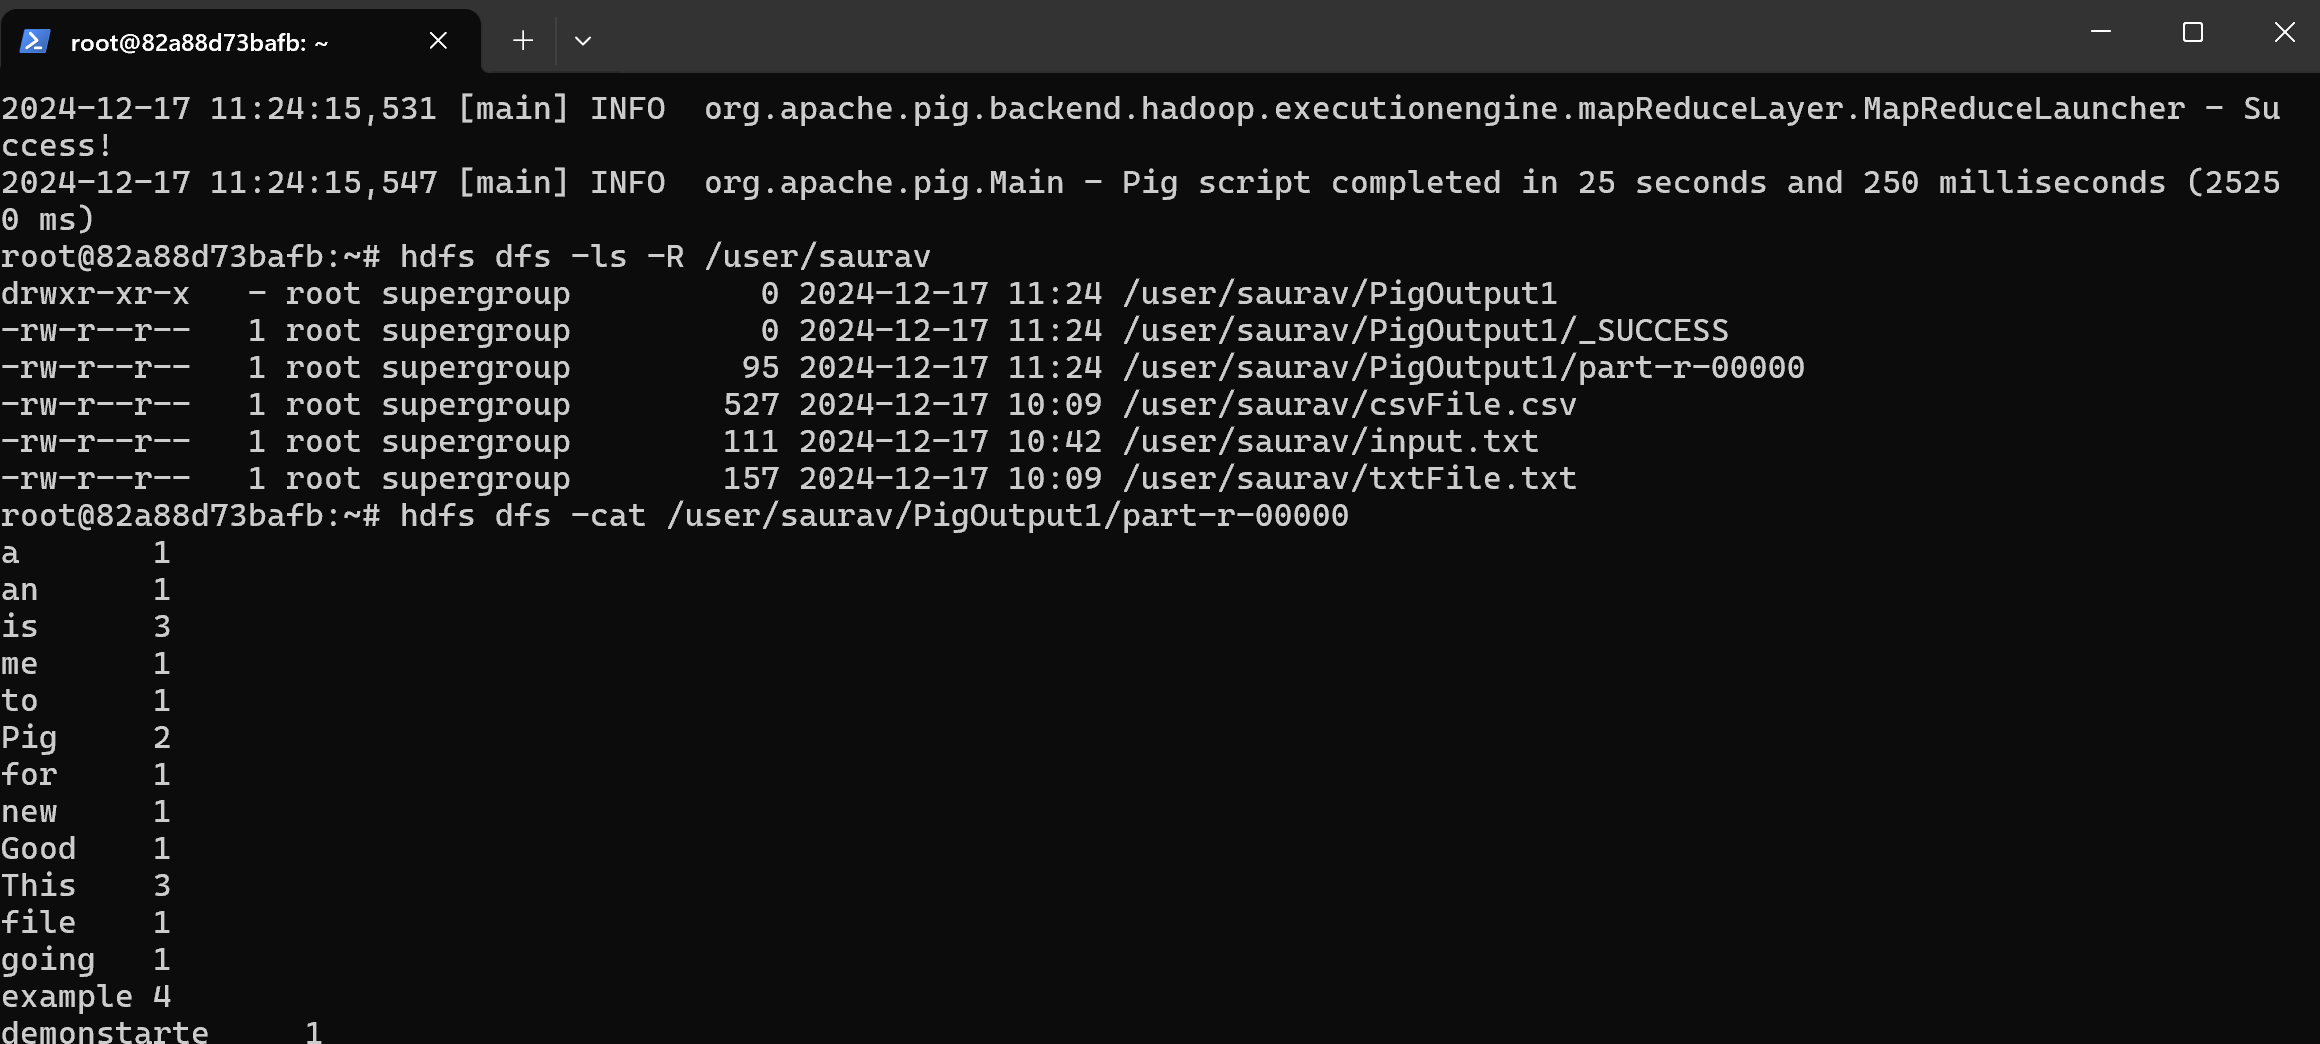 root@82a88d73bafb: ~
2024-12-17 11:24:15,531 [main] INFO  org.apache.pig.backend.hadoop.executionengine.mapReduceLayer.MapReduceLauncher - Su
ccess!
2024-12-17 11:24:15,547 [main] INFO  org.apache.pig.Main - Pig script completed in 25 seconds and 250 milliseconds (2525
0 ms)
root@82a88d73bafb:~# hdfs dfs -ls -R /user/saurav
drwxr-xr-x   - root supergroup          0 2024-12-17 11:24 /user/saurav/PigOutput1
-rw-r--r--   1 root supergroup          0 2024-12-17 11:24 /user/saurav/PigOutput1/_SUCCESS
-rw-r--r--   1 root supergroup         95 2024-12-17 11:24 /user/saurav/PigOutput1/part-r-00000
-rw-r--r--   1 root supergroup        527 2024-12-17 10:09 /user/saurav/csvFile.csv
-rw-r--r--   1 root supergroup        111 2024-12-17 10:42 /user/saurav/input.txt
-rw-r--r--   1 root supergroup        157 2024-12-17 10:09 /user/saurav/txtFile.txt
root@82a88d73bafb:~# hdfs dfs -cat /user/saurav/PigOutput1/part-r-00000
a       1
an      1
is      3
me      1
to      1
Pig     2
for     1
new     1
Good    1
This    3
file    1
going   1
example 4
demonstarte     1